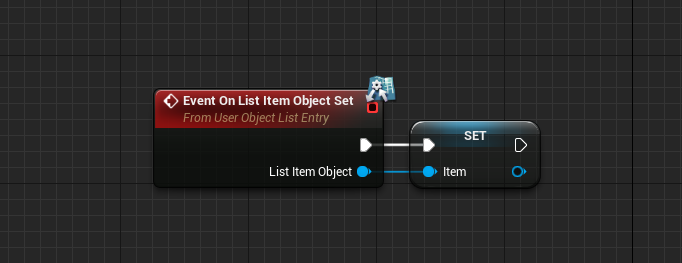 Event On List Item Object Set
From User Object List Entry
SET
List Item Object
Item